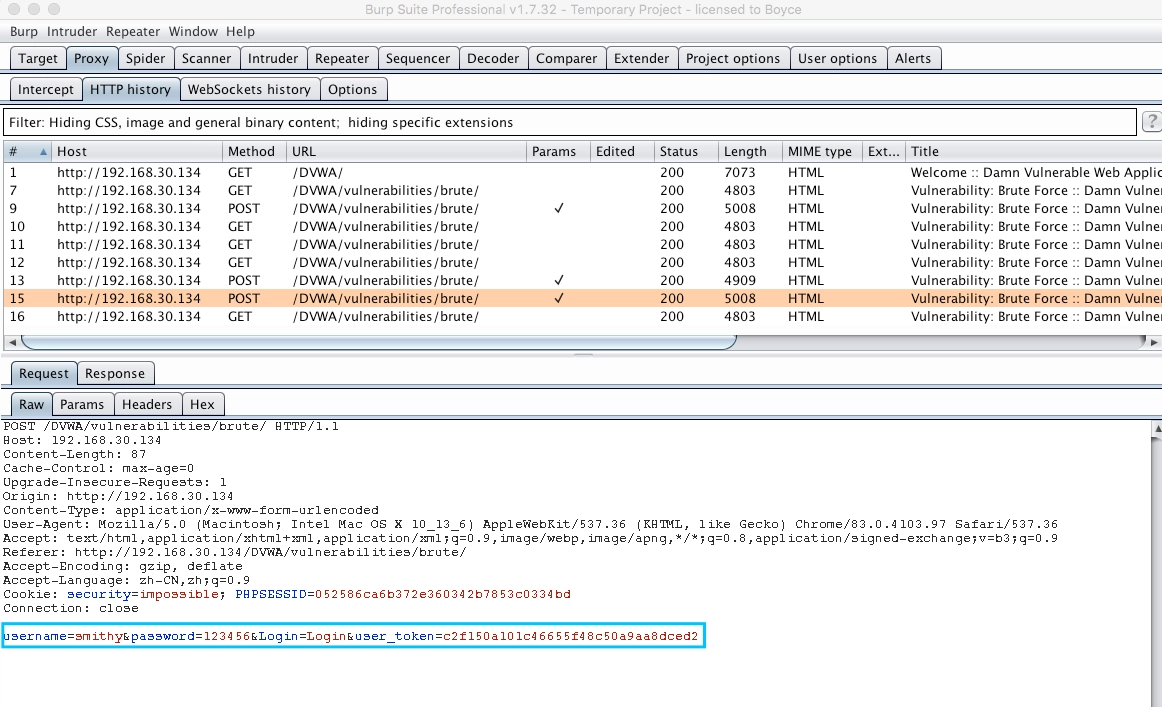 Burp Suite Professional v1.7.32 - Temporary Project - licensed to Boyce
Burp Intruder Repeater Window Help
Target Proxy Spider Scanner Intruder Repeater Sequencer Decoder Comparer Extender Project options User options Alerts
Intercept HTTP history WebSockets history Options
Filter: Hiding CSS, image and general binary content; hiding specific extensions ?
# Host Method URL Params Edited Status Length MIME type Ext... Title
1 http://192.168.30.134 GET /DVWA/ 200 7073 HTML Welcome :: Damn Vulnerable Web Applic
7 http://192.168.30.134 GET /DVWA/vulnerabilities/brute/ 200 4803 HTML Vulnerability: Brute Force :: Damn Vulner
9 http://192.168.30.134 POST /DVWA/vulnerabilities/brute/ ✓ 200 5008 HTML Vulnerability: Brute Force :: Damn Vulner
10 http://192.168.30.134 GET /DVWA/vulnerabilities/brute/ 200 4803 HTML Vulnerability: Brute Force :: Damn Vulner
11 http://192.168.30.134 GET /DVWA/vulnerabilities/brute/ 200 4803 HTML Vulnerability: Brute Force :: Damn Vulner
12 http://192.168.30.134 GET /DVWA/vulnerabilities/brute/ 200 4803 HTML Vulnerability: Brute Force :: Damn Vulner
13 http://192.168.30.134 POST /DVWA/vulnerabilities/brute/ ✓ 200 4909 HTML Vulnerability: Brute Force :: Damn Vulner
15 http://192.168.30.134 POST /DVWA/vulnerabilities/brute/ ✓ 200 5008 HTML Vulnerability: Brute Force :: Damn Vulner
16 http://192.168.30.134 GET /DVWA/vulnerabilities/brute/ 200 4803 HTML Vulnerability: Brute Force :: Damn Vulner
Request Response
Raw Params Headers Hex
POST /DVWA/vulnerabilities/brute/ HTTP/1.1
Host: 192.168.30.134
Content-Length: 87
Cache-Control: max-age=0
Upgrade-Insecure-Requests: 1
Origin: http://192.168.30.134
Content-Type: application/x-www-form-urlencoded
User-Agent: Mozilla/5.0 (Macintosh; Intel Mac OS X 10_13_6) AppleWebKit/537.36 (KHTML, like Gecko) Chrome/83.0.4103.97 Safari/537.36
Accept: text/html,application/xhtml+xml,application/xml;q=0.9,image/webp,image/apng,*/*;q=0.8,application/signed-exchange;v=b3;q=0.9
Referer: http://192.168.30.134/DVWA/vulnerabilities/brute/
Accept-Encoding: gzip, deflate
Accept-Language: zh-CN,zh;q=0.9
Cookie: security=impossible; PHPSESSID=052586ca6b372e360342b7853c0334bd
Connection: close
username=smithy&password=123456&Login=Login&user_token=c2f150a101c46655f48c50a9aa8dced2